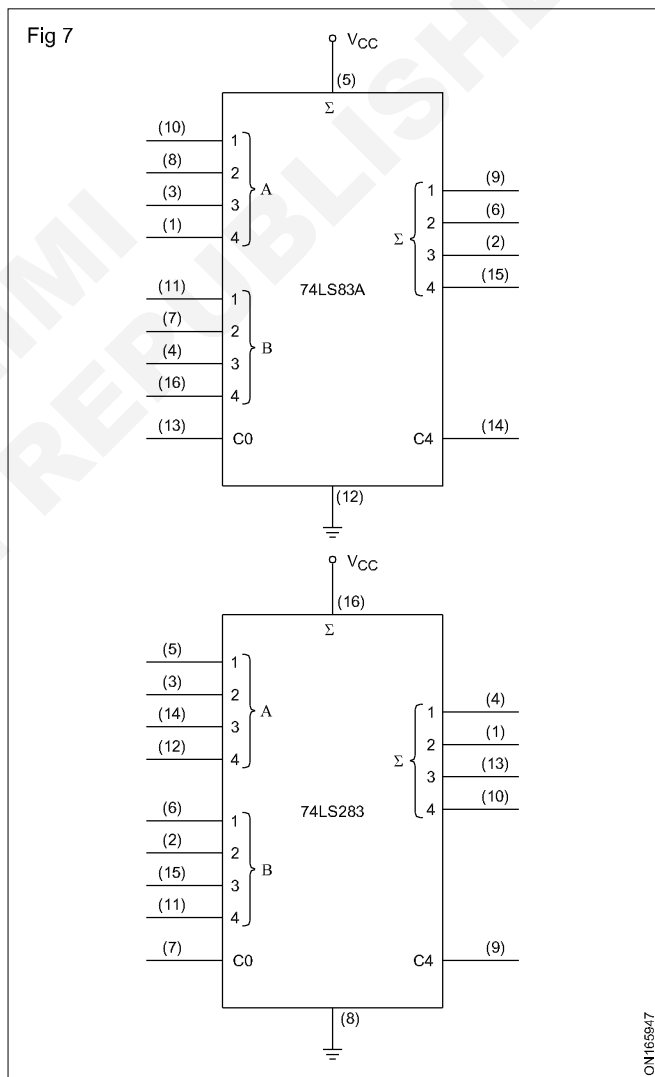 Fig 7
VCC
(5)
Σ
(10) 1
(8) 2
(3) 3
(1) 4
A
(11) 1
(7) 2
(4) 3
(16) 4
B
(13) C0
74LS83A
Σ
1 (9)
2 (6)
3 (2)
4 (15)
C4 (14)
(12)
VCC
(16)
Σ
(5) 1
(3) 2
(14) 3
(12) 4
A
(6) 1
(2) 2
(15) 3
(11) 4
B
(7) C0
74LS283
Σ
1 (4)
2 (1)
3 (13)
4 (10)
C4 (9)
(8)
ON165947
REPUBLISHE